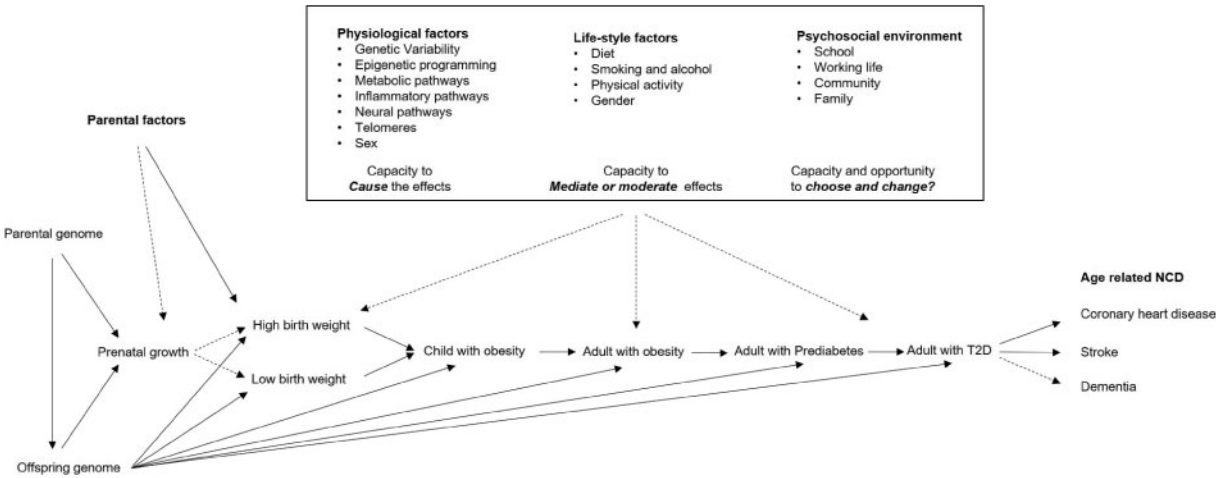 Physiological factors
• Genetic Variability
• Epigenetic programming
• Metabolic pathways
• Inflammatory pathways
• Neural pathways
• Telomeres
• Sex
Capacity to
Cause the effects
Life-style factors
• Diet
• Smoking and alcohol
• Physical activity
• Gender
Capacity to
Mediate or moderate effects
Psychosocial environment
• School
• Working life
• Community
• Family
Capacity and opportunity
to choose and change?
Parental factors
Parental genome
Prenatal growth
Offspring genome
High birth weight
Low birth weight
Child with obesity
Adult with obesity
Adult with Prediabetes
Adult with T2D
Age related NCD
Coronary heart disease
Stroke
Dementia